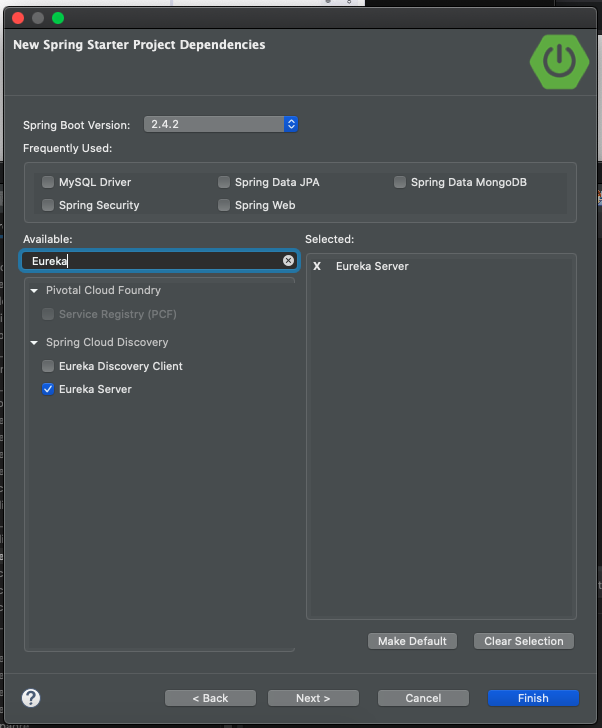 New Spring Starter Project Dependencies
Spring Boot Version: 2.4.2
Frequently Used:
MySQL Driver Spring Data JPA Spring Data MongoDB
Spring Security Spring Web
Available: Selected:
Eureka
X Eureka Server
Pivotal Cloud Foundry
Service Registry (PCF)
Spring Cloud Discovery
Eureka Discovery Client
Eureka Server
Make Default Clear Selection
? < Back Next > Cancel Finish